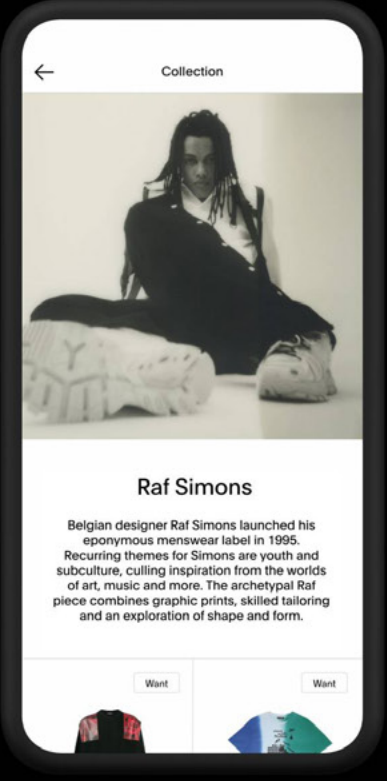 Collection
Raf Simons
Belgian designer Raf Simons launched his
eponymous menswear label in 1995.
Recurring themes for Simons are youth and
subculture, culling inspiration from the worlds
of art, music and more. The archetypal Raf
piece combines graphic prints, skilled tailoring
and an exploration of shape and form.
Want
Want